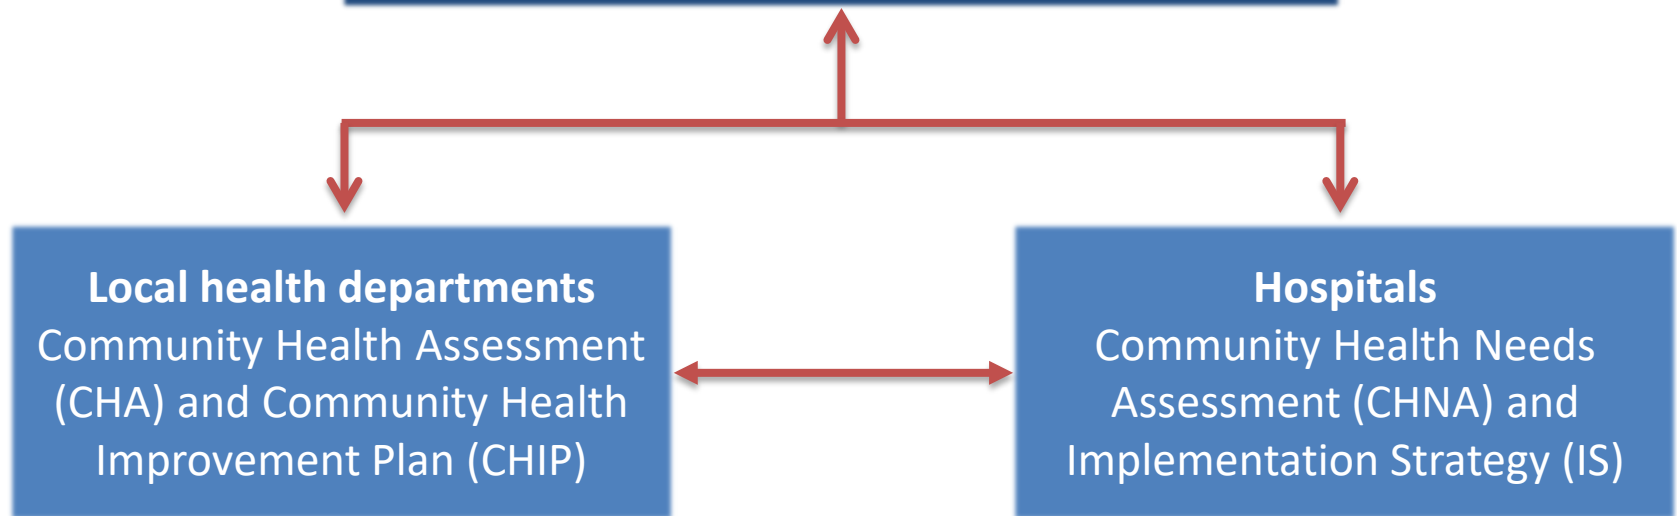 Local health departments
Community Health Assessment
(CHA) and Community Health
Improvement Plan (CHIP)
Hospitals
Community Health Needs
Assessment (CHNA) and
Implementation Strategy (IS)